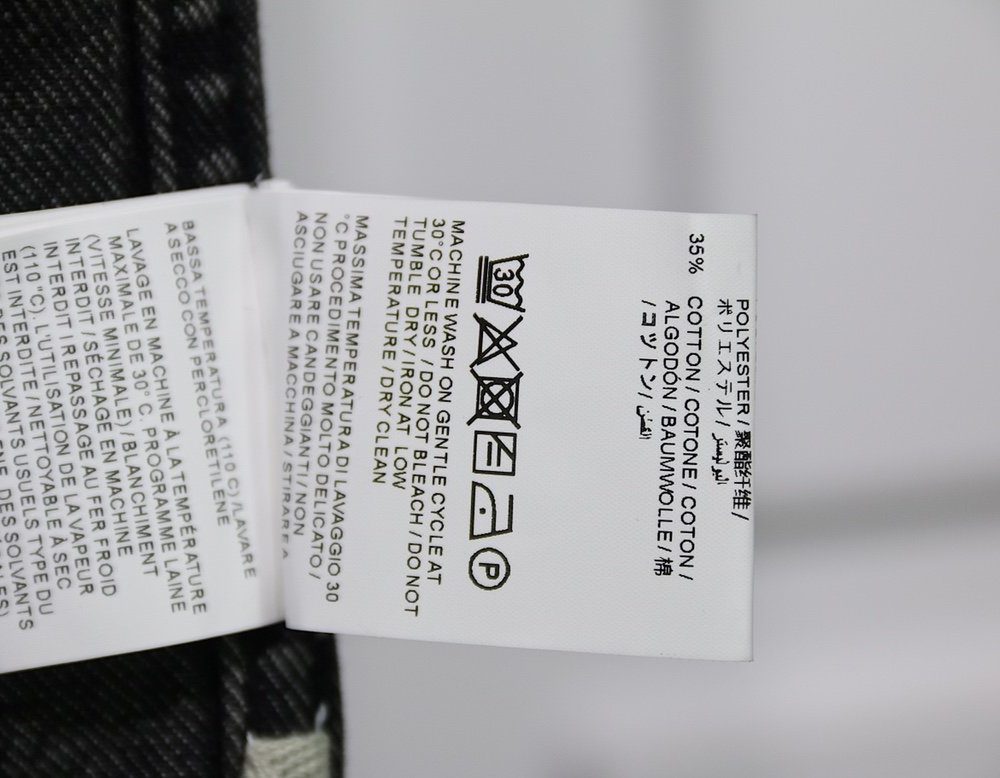 POLYESTER / 聚酯纤维 /
ポリエステル / البوليستر
35% COTTON / COTONE / COTON /
ALGODÓN / BAUMWOLLE / 棉
/ コットン / القطن
30
P
MACHINE WASH ON GENTLE CYCLE AT
30°C OR LESS / DO NOT BLEACH / DO NOT
TUMBLE DRY / IRON AT LOW
TEMPERATURE / DRY CLEAN
MASSIMA TEMPERATURA DI LAVAGGIO 30
°C PROCEDIMENTO MOLTO DELICATO /
NON USARE CANDEGGIANTI / NON
ASCIUGARE A MACCHINA / STIRARE A
BASSA TEMPERATURA (110 C) / LAVARE
A SECCO CON PERCLORETILENE
LAVAGE EN MACHINE À LA TEMPÉRATURE
MAXIMALE DE 30° C, PROGRAMME LAINE
(VITESSE MINIMALE) / BLANCHIMENT
INTERDIT / SÉCHAGE EN MACHINE
INTERDIT / REPASSAGE AU FER FROID
(110 °C), L'UTILISATION DE LA VAPEUR
EST INTERDITE / NETTOYABLE À SEC
SOLVANTS USUELS TYPE DU
DES SOLVANTS